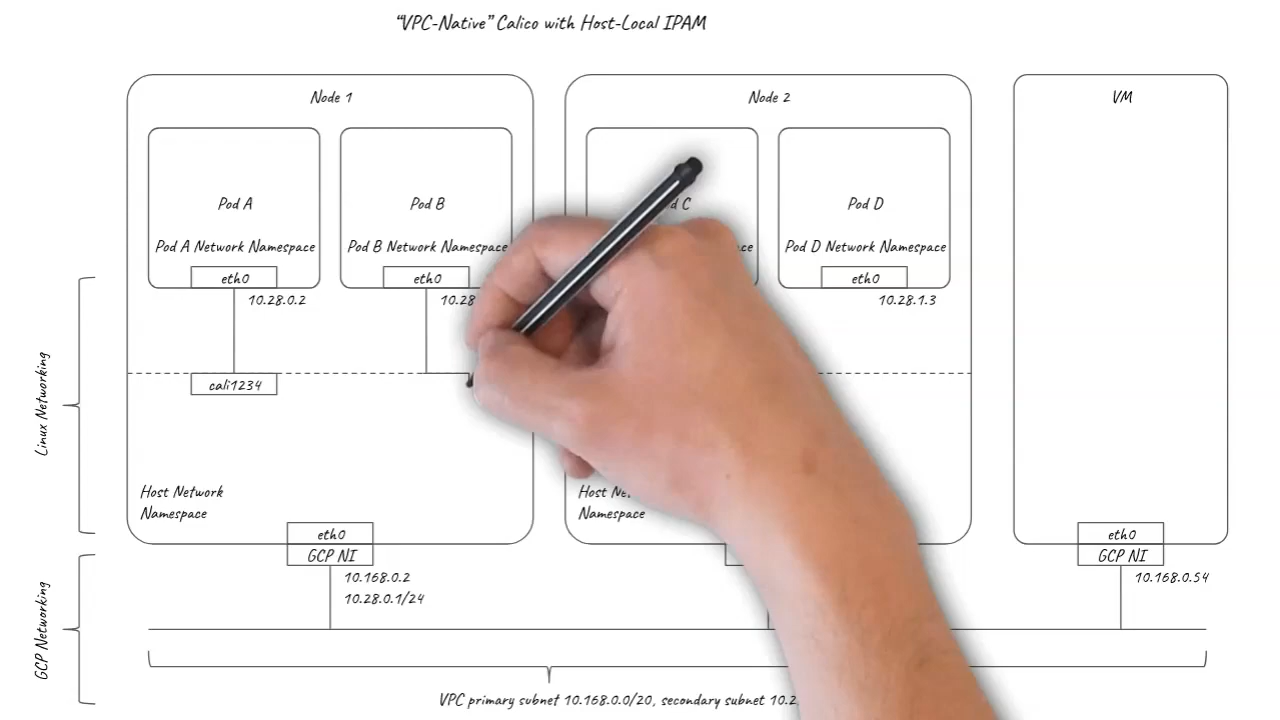 “VPC-Native” Calico with Host-Local IPAM
Node 1
Node 2
VM
Pod A
Pod B
C
Pod D
Pod A Network Namespace
Pod B Network Namespace
Pod D Network Namespace
eth0
eth0
eth0
10.28.0.2
10.28
10.28.1.3
cali1234
Linux Networking
Host Network
Namespace
Host
Namespace
eth0
GCP NI
eth0
GCP NI
10.168.0.2
10.28.0.1/24
10.168.0.54
GCP Networking
VPC primary subnet 10.168.0.0/20, secondary subnet 10.2